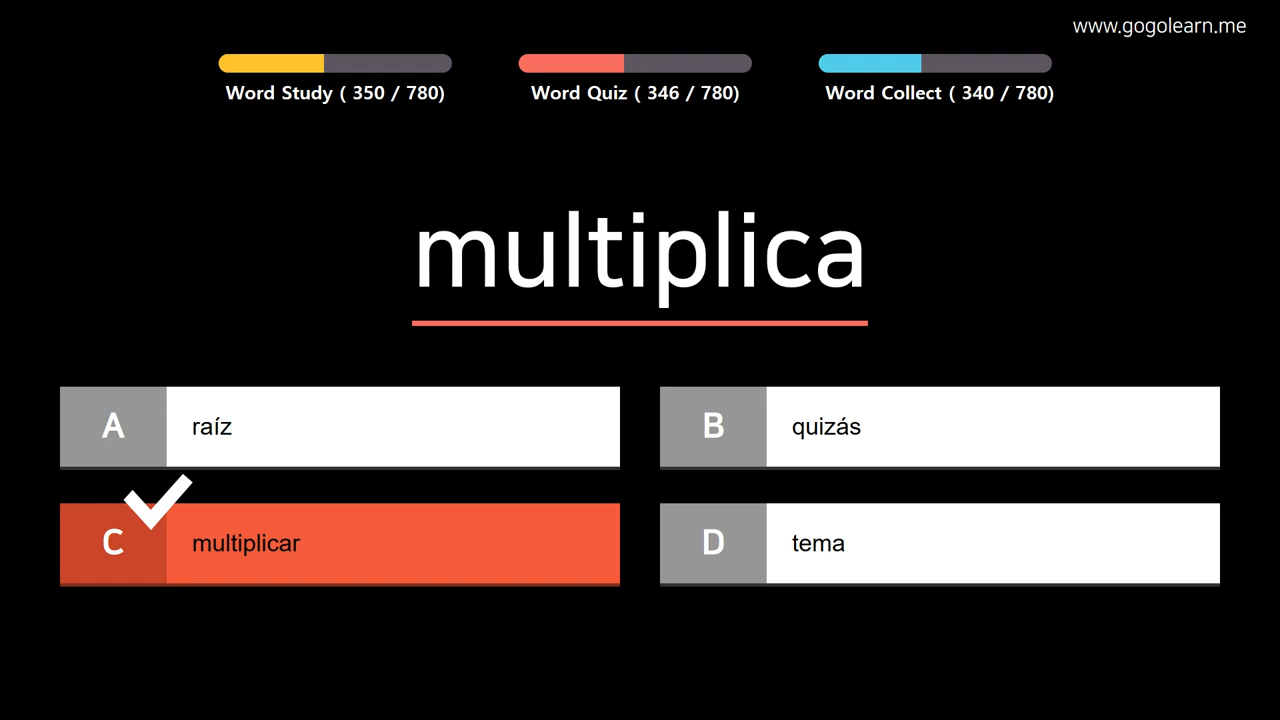 www.gogolearn.me
Word Study ( 350 / 780)
Word Quiz ( 346 / 780)
Word Collect ( 340 / 780)
multiplica
A raíz
B quizás
C multiplicar
D tema